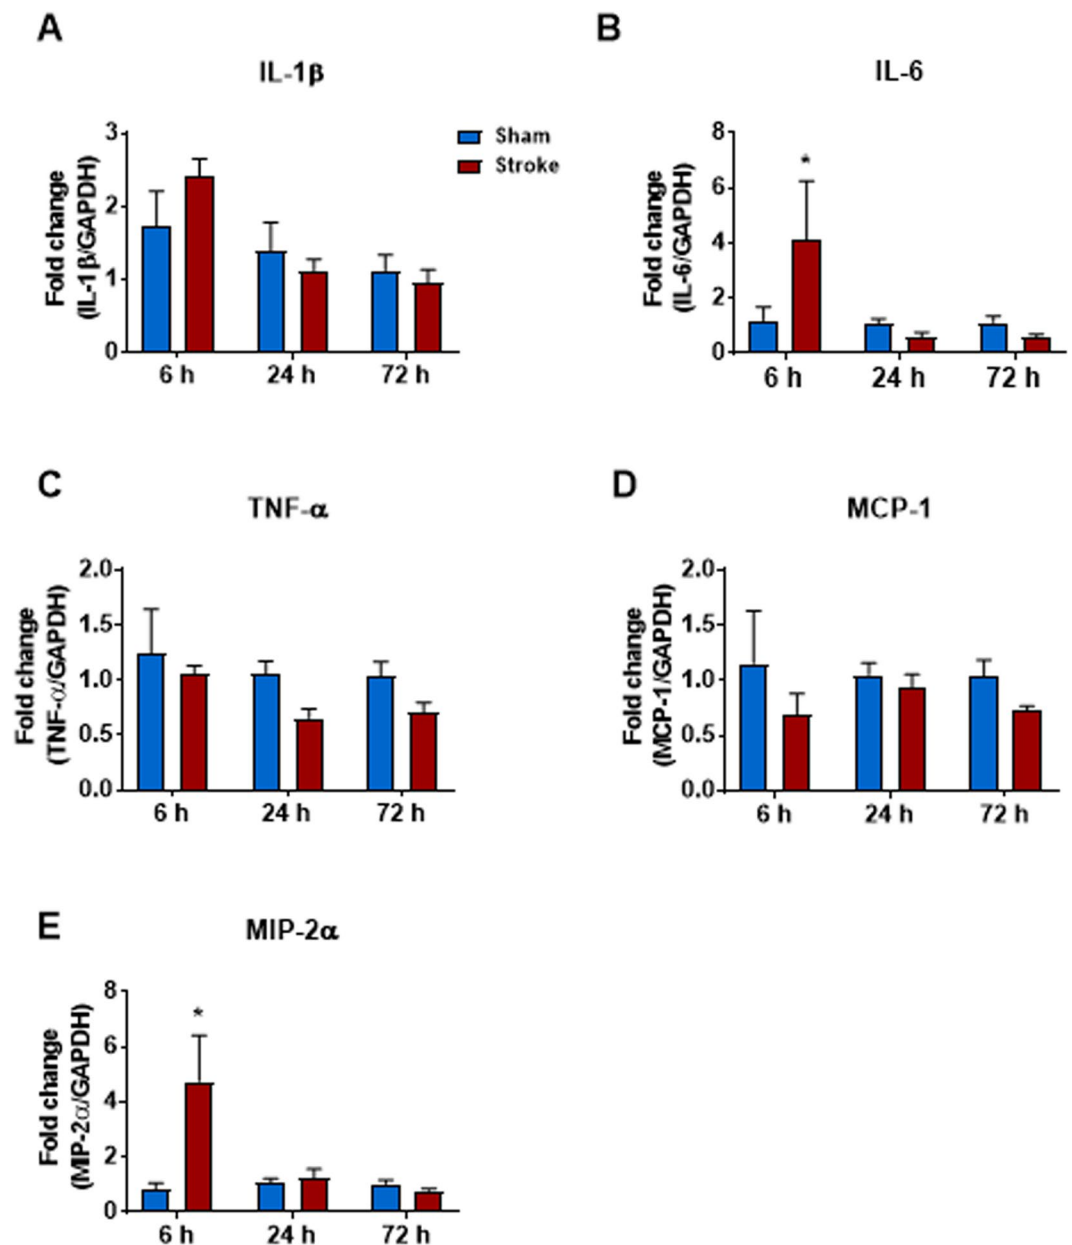 A
IL-1β
3
2
1
0
Fold change
(IL-1β/GAPDH)
6 h 24 h 72 h
Sham
Stroke
B
IL-6
8
6
4
2
0
Fold change
(IL-6/GAPDH)
*
6 h 24 h 72 h
C
TNF-α
2.0
1.5
1.0
0.5
0.0
Fold change
(TNF-α/GAPDH)
6 h 24 h 72 h
D
MCP-1
2.0
1.5
1.0
0.5
0.0
Fold change
(MCP-1/GAPDH)
6 h 24 h 72 h
E
MIP-2α
8
6
4
2
0
Fold change
(MIP-2α/GAPDH)
*
6 h 24 h 72 h